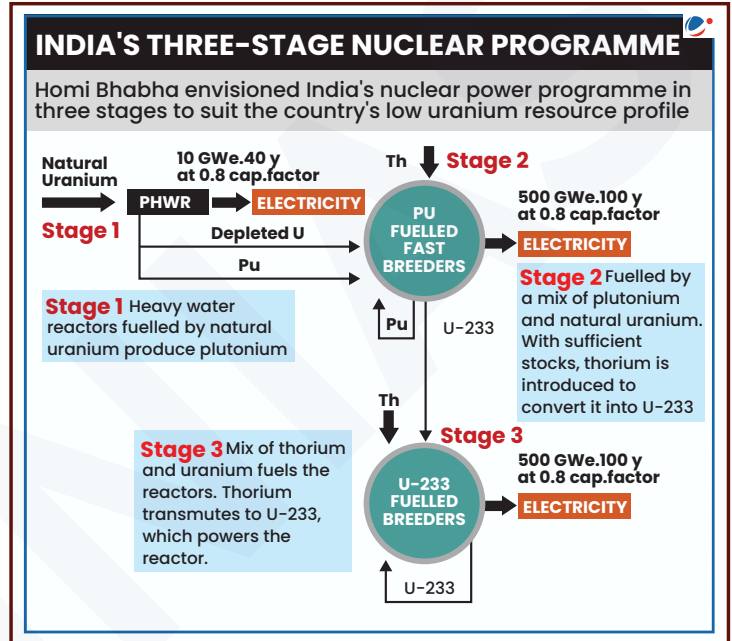 INDIA'S THREE-STAGE NUCLEAR PROGRAMME
Homi Bhabha envisioned India's nuclear power programme in
three stages to suit the country's low uranium resource profile
Natural
Uranium
Stage 1
PHWR
10 GWe.40 y
at 0.8 cap.factor
ELECTRICITY
Depleted U
Pu
Th
Stage 2
PU
FUELLED
FAST
BREEDERS
500 GWe.100 y
at 0.8 cap.factor
ELECTRICITY
Stage 1 Heavy water
reactors fuelled by natural
uranium produce plutonium
Pu
U-233
Stage 2 Fuelled by
a mix of plutonium
and natural uranium.
With sufficient
stocks, thorium is
introduced to
convert it into U-233
Th
Stage 3
Stage 3 Mix of thorium
and uranium fuels the
reactors. Thorium
transmutes to U-233,
which powers the
reactor.
U-233
FUELLED
BREEDERS
500 GWe.100 y
at 0.8 cap.factor
ELECTRICITY
U-233